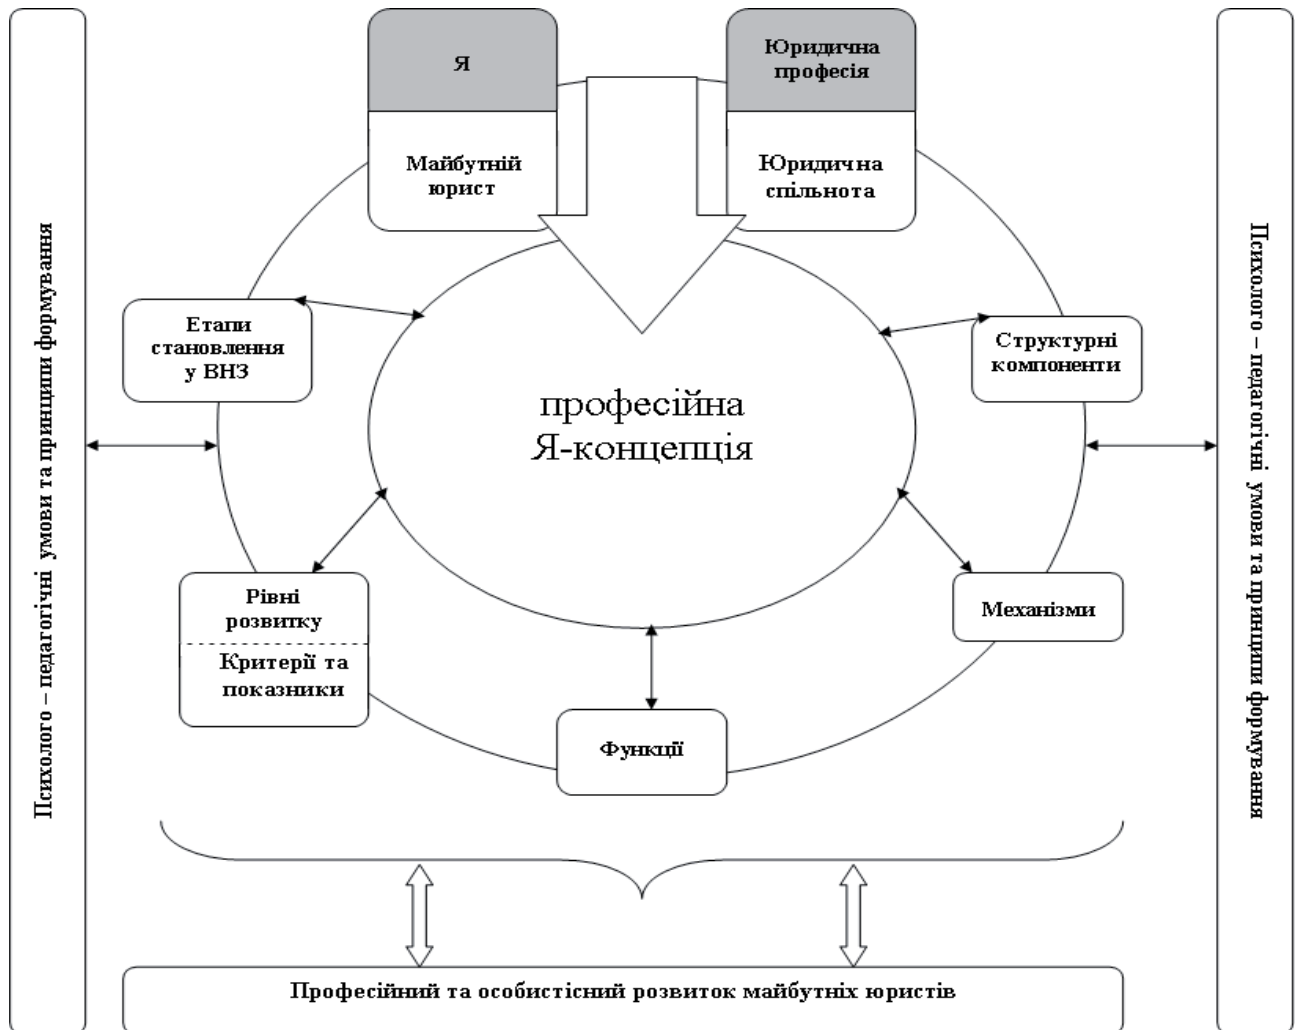 Я
Юридична
професія
Майбутній
юрист
Юридична
спільнота
Психолого – педагогічні умови та принципи формування
Етапи
становлення
у ВНЗ
Структурні
компоненти
професійна
Я-концепція
Психолого – педагогічні умови та принципи формування
Рівні
розвитку
Критерії та
показники
Механізми
Функції
Професійний та особистісний розвиток майбутніх юристів